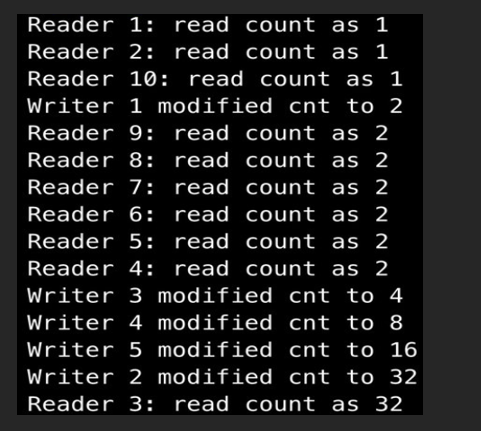 Reader 1: read count as 1
Reader 2: read count as 1
Reader 10: read count as 1
Writer 1 modified cnt to 2
Reader 9: read count as 2
Reader 8: read count as 2
Reader 7: read count as 2
Reader 6: read count as 2
Reader 5: read count as 2
Reader 4: read count as 2
Writer 3 modified cnt to 4
Writer 4 modified cnt to 8
Writer 5 modified cnt to 16
Writer 2 modified cnt to 32
Reader 3: read count as 32